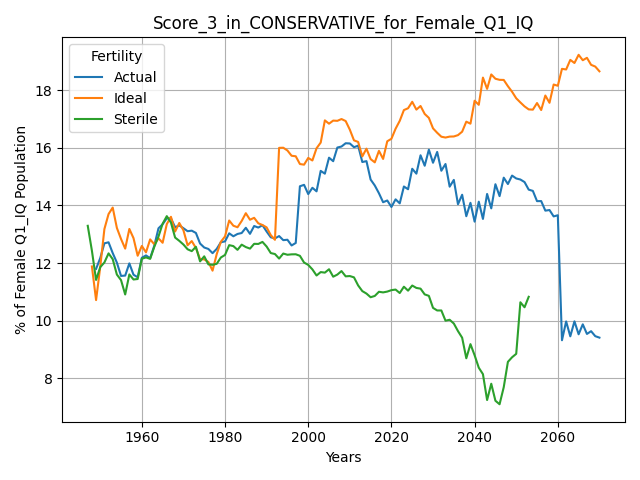 Score_3_in_CONSERVATIVE_for_Female_Q1_IQ
% of Female Q1_IQ Population
Fertility
Actual
Ideal
Sterile
18
16
14
12
10
8
1960
1980
2000
2020
2040
2060
Years